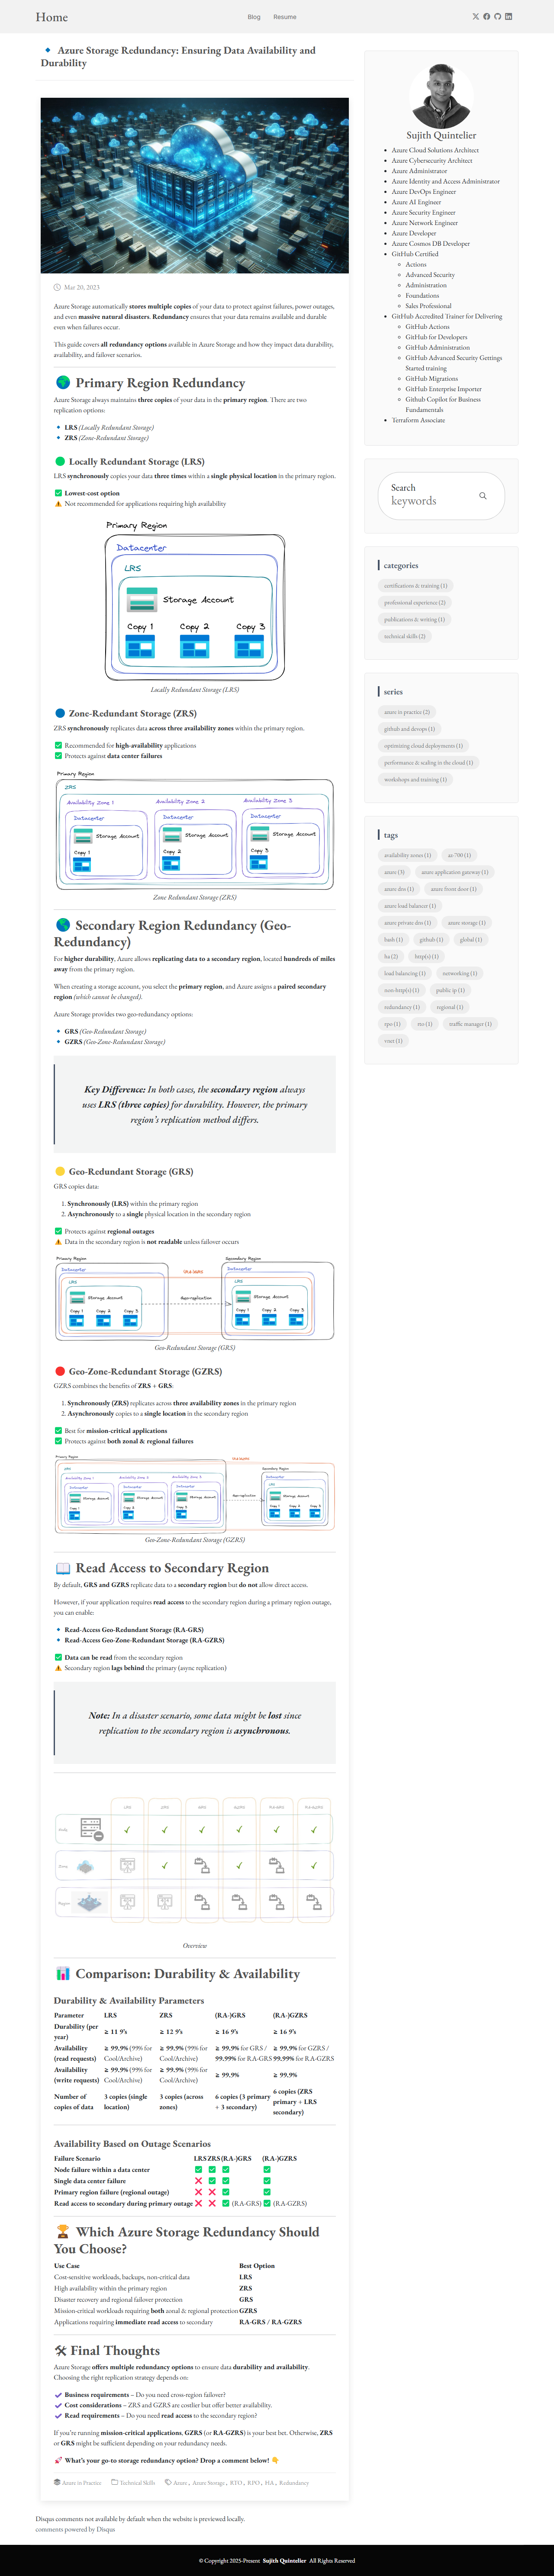 Home
Blog
Resume
Azure Storage Redundancy: Ensuring Data Availability and
Durability
Mar 20, 2023
Azure Storage automatically stores multiple copies of your data to protect against failures, power outages,
and even massive natural disasters. Redundancy ensures that your data remains available and durable
even when failures occur.
This guide covers all redundancy options available in Azure Storage and how they impact data durability,
availability, and failover scenarios.
Primary Region Redundancy
Azure Storage always maintains three copies of your data in the primary region. There are two
replication options:
LRS (Locally Redundant Storage)
ZRS (Zone-Redundant Storage)
Locally Redundant Storage (LRS)
LRS synchronously copies your data three times within a single physical location in the primary region.
Lowest-cost option
Not recommended for applications requiring high availability
Primary Region
Datacenter
LRS
Storage Account
Copy 1 Copy 2 Copy 3
Locally Redundant Storage (LRS)
Zone-Redundant Storage (ZRS)
ZRS synchronously replicates data across three availability zones within the primary region.
Recommended for high-availability applications
Protects against data center failures
Primary Region
ZRS
Availability Zone 1 Availability Zone 2 Availability Zone 3
Datacenter Datacenter Datacenter
Storage Account Storage Account Storage Account
Copy 1 Copy 2 Copy 3
Zone Redundant Storage (ZRS)
Secondary Region Redundancy (Geo-
Redundancy)
For higher durability, Azure allows replicating data to a secondary region, located hundreds of miles
away from the primary region.
When creating a storage account, you select the primary region, and Azure assigns a paired secondary
region (which cannot be changed).
Azure Storage provides two geo-redundancy options:
GRS (Geo-Redundant Storage)
GZRS (Geo-Zone-Redundant Storage)
Key Difference: In both cases, the secondary region always
uses LRS (three copies) for durability. However, the primary
region's replication method differs.
Geo-Redundant Storage (GRS)
GRS copies data:
1. Synchronously (LRS) within the primary region
2. Asynchronously to a single physical location in the secondary region
Protects against regional outages
Data in the secondary region is not readable unless failover occurs
Primary Region Secondary Region
Datacenter Datacenter
LRS LRS
Storage Account Storage Account
Geo-replication
Copy 1 Copy 2 Copy 3 Copy 1 Copy 2 Copy 3
Geo-Redundant Storage (GRS)
Geo-Zone-Redundant Storage (GZRS)
GZRS combines the benefits of ZRS + GRS:
1. Synchronously (ZRS) replicates across three availability zones in the primary region
2. Asynchronously copies to a single location in the secondary region
Best for mission-critical applications
Protects against both zonal & regional failures
Primary Region
Secondary Region
Availability Zone 1 Availability Zone 2 Availability Zone 3
Datacenter Datacenter Datacenter Datacenter
Storage Account Storage Account Storage Account Storage Account
Geo-replication
Copy 1 Copy 2 Copy 3 Copy 1 Copy 2 Copy 3
Geo-Zone-Redundant Storage (GZRS)
Read Access to Secondary Region
By default, GRS and GZRS replicate data to a secondary region but do not allow direct access.
However, if your application requires read access to the secondary region during a primary region outage,
you can enable:
Read-Access Geo-Redundant Storage (RA-GRS)
Read-Access Geo-Zone-Redundant Storage (RA-GZRS)
Data can be read from the secondary region
Secondary region lags behind the primary (async replication)
Note: In a disaster scenario, some data might be lost since
replication to the secondary region is asynchronous.
LRS ZRS GRS GZRS RA-GRS RA-GZRS
Node
Zone
Region
Overview
Comparison: Durability & Availability
Durability & Availability Parameters
Parameter LRS ZRS (RA-)GRS (RA-)GZRS
Durability (per year) ≥ 11 9's ≥ 12 9's ≥ 16 9's ≥ 16 9's
Availability (read requests) ≥ 99.9% (99% for Cool/Archive) ≥ 99.9% (99% for Cool/Archive) ≥ 99.9% for GRS / 99.99% for RA-GRS ≥ 99.9% for GZRS / 99.99% for RA-GZRS
Availability (write requests) ≥ 99.9% (99% for Cool/Archive) ≥ 99.9% (99% for Cool/Archive) ≥ 99.9% ≥ 99.9%
Number of copies of data 3 copies (single location) 3 copies (across zones) 6 copies (3 primary + 3 secondary) 6 copies (ZRS primary + LRS secondary)
Availability Based on Outage Scenarios
Failure Scenario LRS ZRS (RA-)GRS (RA-)GZRS
Node failure within a data center
Single data center failure
Primary region failure (regional outage)
Read access to secondary during primary outage (RA-GRS) (RA-GZRS)
Which Azure Storage Redundancy Should
You Choose?
Use Case Best Option
Cost-sensitive workloads, backups, non-critical data LRS
High availability within the primary region ZRS
Disaster recovery and regional failover protection GRS
Mission-critical workloads requiring both zonal & regional protection GZRS
Applications requiring immediate read access to secondary RA-GRS / RA-GZRS
Final Thoughts
Azure Storage offers multiple redundancy options to ensure data durability and availability.
Choosing the right replication strategy depends on:
Business requirements – Do you need cross-region failover?
Cost considerations – ZRS and GZRS are costlier but offer better availability.
Read requirements – Do you need read access to the secondary region?
If you're running mission-critical applications, GZRS (or RA-GZRS) is your best bet. Otherwise, ZRS
or GRS might be sufficient depending on your redundancy needs.
What's your go-to storage redundancy option? Drop a comment below!
Azure in Practice
Technical Skills
Azure, Azure Storage, RTO, RPO, HA, Redundancy
Disqus comments not available by default when the website is previewed locally.
comments powered by Disqus
Sujith Quintelier
Azure Cloud Solutions Architect
Azure Cybersecurity Architect
Azure Administrator
Azure Identity and Access Administrator
Azure DevOps Engineer
Azure AI Engineer
Azure Security Engineer
Azure Network Engineer
Azure Developer
Azure Cosmos DB Developer
GitHub Certified
Actions
Advanced Security
Administration
Foundations
Sales Professional
GitHub Accredited Trainer for Delivering
GitHub Actions
GitHub for Developers
GitHub Administration
GitHub Advanced Security Gettings
Started training
GitHub Migrations
GitHub Enterprise Importer
Github Copilot for Business
Fundamentals
Terraform Associate
Search
keywords
categories
certifications & training (1)
professional experience (2)
publications & writing (1)
technical skills (2)
series
azure in practice (2)
github and devops (1)
optimizing cloud deployments (1)
performance & scaling in the cloud (1)
workshops and training (1)
tags
availability zones (1) az-700 (1)
azure (3) azure application gateway (1)
azure dns (1) azure front door (1)
azure load balancer (1)
azure private dns (1) azure storage (1)
bash (1) github (1) global (1)
ha (2) http(s) (1)
load balancing (1) networking (1)
non-http(s) (1) public ip (1)
redundancy (1) regional (1)
rpo (1) rto (1) traffic manager (1)
vnet (1)
© Copyright 2025-Present Sujith Quintelier All Rights Reserved